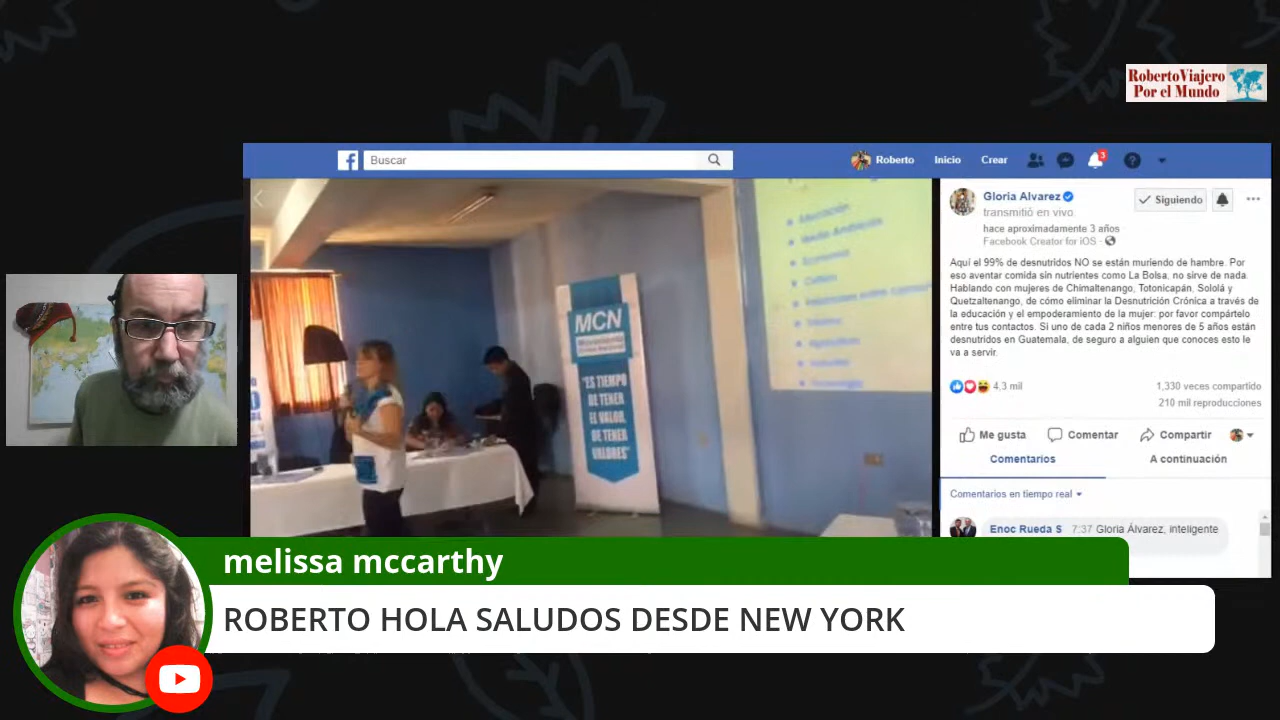 RobertoViajero
Por el Mundo
Buscar
Roberto
Inicio
Crear
3
Gloria Alvarez
transmitió en vivo.
hace aproximadamente 3 años
Facebook Creator for iOS ·
Siguiendo
Aquí el 99% de desnutridos NO se están muriendo de hambre. Por
eso aventar comida sin nutrientes como La Bolsa, no sirve de nada.
Hablando con mujeres de Chimaltenango, Totonicapán, Sololá y
Quetzaltenango, de cómo eliminar la Desnutrición Crónica a través de
la educación y el empoderamiento de la mujer: por favor compártelo
entre tus contactos. Si uno de cada 2 niños menores de 5 años están
desnutridos en Guatemala, de seguro a alguien que conoces esto le
va a servir.
4,3 mil
1,330 veces compartido
210 mil reproducciones
Me gusta
Comentar
Compartir
Comentarios
A continuación
Comentarios en tiempo real
Enoc Rueda S 7:37 Gloria Álvarez, inteligente
Educación
Medio Ambiente
Economía
MCN
"ES TIEMPO
DE TENER
EL VALOR,
DE TENER
VALORES"
melissa mccarthy
ROBERTO HOLA SALUDOS DESDE NEW YORK